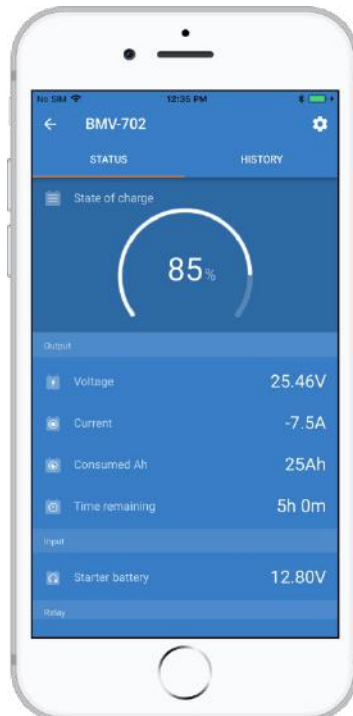 No SIM 12:35 PM
BMV-702
STATUS HISTORY
State of charge
85%
Output
Voltage 25.46V
Current -7.5A
Consumed Ah 25Ah
Time remaining 5h 0m
Input
Starter battery 12.80V
Relay